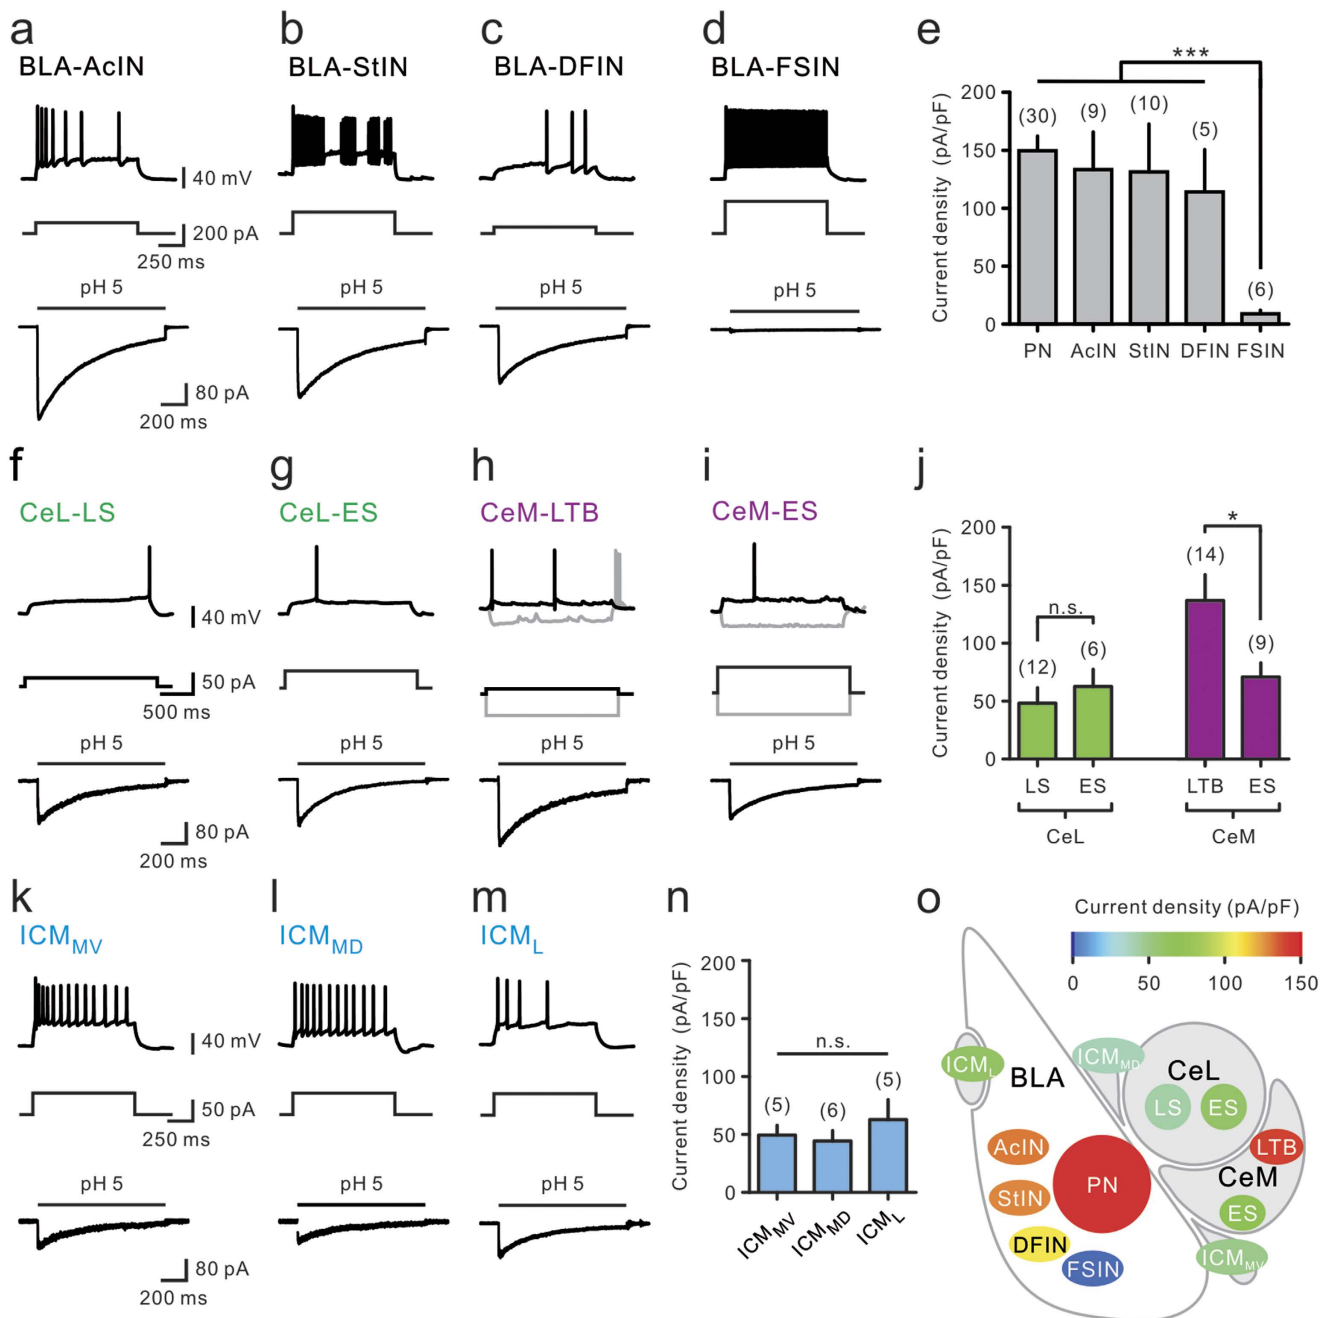 a
BLA-AcIN
40 mV
200 pA
250 ms
pH 5
80 pA
200 ms
b
BLA-StIN
pH 5
c
BLA-DFIN
pH 5
d
BLA-FSIN
pH 5
e
***
Current density (pA/pF)
200
150
100
50
0
(30)
(9)
(10)
(5)
(6)
PN
AcIN
StIN
DFIN
FSIN
f
CeL-LS
40 mV
50 pA
500 ms
pH 5
80 pA
200 ms
g
CeL-ES
pH 5
h
CeM-LTB
pH 5
i
CeM-ES
pH 5
j
Current density (pA/pF)
200
150
100
50
0
n.s.
*
(12)
(6)
(14)
(9)
LS
ES
LTB
ES
CeL
CeM
k
ICMMV
40 mV
50 pA
250 ms
pH 5
80 pA
200 ms
l
ICMMD
pH 5
m
ICML
pH 5
n
Current density (pA/pF)
200
150
100
50
0
n.s.
(5)
(6)
(5)
ICMMV
ICMMD
ICML
o
Current density (pA/pF)
0
50
100
150
ICML
BLA
ICMMD
CeL
LS
ES
AcIN
StIN
DFIN
FSIN
PN
LTB
CeM
ES
ICMMV